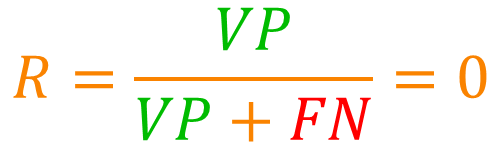 R = VP / (VP + FN) = 0